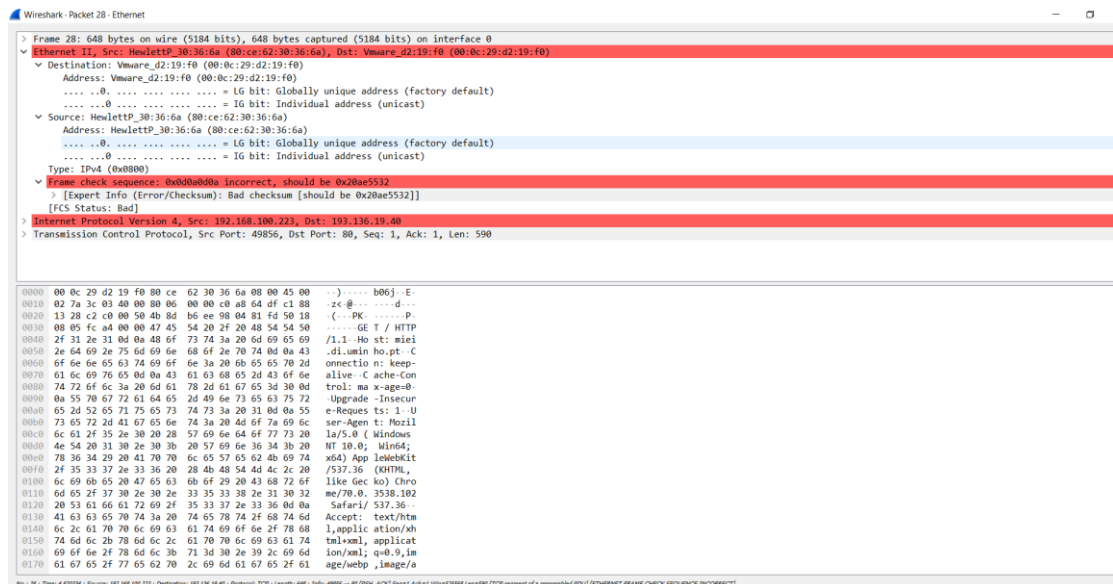 Wireshark - Packet 28 - Ethernet
> Frame 28: 648 bytes on wire (5184 bits), 648 bytes captured (5184 bits) on interface 0
Ethernet II, Src: HewlettP_30:36:6a (80:ce:62:30:36:6a), Dst: Vmware_d2:19:f0 (00:0c:29:d2:19:f0)
Destination: Vmware_d2:19:f0 (00:0c:29:d2:19:f0)
Address: Vmware_d2:19:f0 (00:0c:29:d2:19:f0)
.... ..0. .... .... .... .... = LG bit: Globally unique address (factory default)
.... ...0 .... .... .... .... = IG bit: Individual address (unicast)
Source: HewlettP_30:36:6a (80:ce:62:30:36:6a)
Address: HewlettP_30:36:6a (80:ce:62:30:36:6a)
.... ..0. .... .... .... .... = LG bit: Globally unique address (factory default)
.... ...0 .... .... .... .... = IG bit: Individual address (unicast)
Type: IPv4 (0x0800)
Frame check sequence: 0x0d0a0d0a incorrect, should be 0x20ae5532
> [Expert Info (Error/Checksum): Bad checksum [should be 0x20ae5532]]
[FCS Status: Bad]
> Internet Protocol Version 4, Src: 192.168.100.223, Dst: 193.136.19.40
> Transmission Control Protocol, Src Port: 49856, Dst Port: 80, Seq: 1, Ack: 1, Len: 590
0000 00 0c 29 d2 19 f0 80 ce 62 30 36 6a 08 00 45 00 ··)····· b06j··E·
0010 02 7a 3c 03 40 00 80 06 00 00 c0 a8 64 df c1 88 ·z<·@··· ····d···
0020 13 28 c2 c0 00 50 4b 8d b6 ee 98 04 81 fd 50 18 ·(···PK· ······P·
0030 08 05 fc a4 00 00 47 45 54 20 2f 20 48 54 54 50 ······GE T / HTTP
0040 2f 31 2e 31 0d 0a 48 6f 73 74 3a 20 6d 69 65 69 /1.1··Ho st: miei
0050 2e 64 69 2e 75 6d 69 6e 68 6f 2e 70 74 0d 0a 43 .di.umin ho.pt··C
0060 6f 6e 6e 65 63 74 69 6f 6e 3a 20 6b 65 65 70 2d onnectio n: keep-
0070 61 6c 69 76 65 0d 0a 43 61 63 68 65 2d 43 6f 6e alive··C ache-Con
0080 74 72 6f 6c 3a 20 6d 61 78 2d 61 67 65 3d 30 0d trol: ma x-age=0·
0090 0a 55 70 67 72 61 64 65 2d 49 6e 73 65 63 75 72 ·Upgrade -Insecur
00a0 65 2d 52 65 71 75 65 73 74 73 3a 20 31 0d 0a 55 e-Reques ts: 1··U
00b0 73 65 72 2d 41 67 65 6e 74 3a 20 4d 6f 7a 69 6c ser-Agen t: Mozil
00c0 6c 61 2f 35 2e 30 20 28 57 69 6e 64 6f 77 73 20 la/5.0 ( Windows
00d0 4e 54 20 31 30 2e 30 3b 20 57 69 6e 36 34 3b 20 NT 10.0; Win64;
00e0 78 36 34 29 20 41 70 70 6c 65 57 65 62 4b 69 74 x64) App leWebKit
00f0 2f 35 33 37 2e 33 36 20 28 4b 48 54 4d 4c 2c 20 /537.36 (KHTML,
0100 6c 69 6b 65 20 47 65 63 6b 6f 29 20 43 68 72 6f like Gec ko) Chro
0110 6d 65 2f 37 30 2e 30 2e 33 35 33 38 2e 31 30 32 me/70.0. 3538.102
0120 20 53 61 66 61 72 69 2f 35 33 37 2e 33 36 0d 0a Safari/ 537.36··
0130 41 63 63 65 70 74 3a 20 74 65 78 74 2f 68 74 6d Accept: text/htm
0140 6c 2c 61 70 70 6c 69 63 61 74 69 6f 6e 2f 78 68 l,applic ation/xh
0150 74 6d 6c 2b 78 6d 6c 2c 61 70 70 6c 69 63 61 74 tml+xml, applicat
0160 69 6f 6e 2f 78 6d 6c 3b 71 3d 30 2e 39 2c 69 6d ion/xml; q=0.9,im
0170 61 67 65 2f 77 65 62 70 2c 69 6d 61 67 65 2f 61 age/webp ,image/a